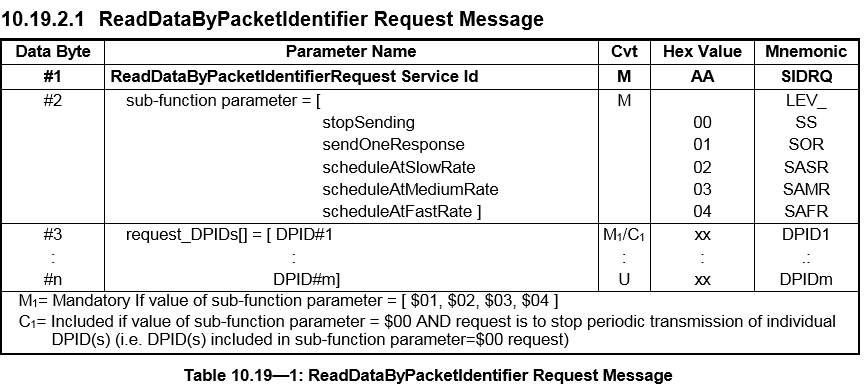 10.19.2.1 ReadDataByPacketIdentifier Request Message
Data Byte Parameter Name Cvt Hex Value Mnemonic
#1 ReadDataByPacketIdentifierRequest Service Id M AA SIDRQ
#2 sub-function parameter = [ M LEV_
stopSending 00 SS
sendOneResponse 01 SOR
scheduleAtSlowRate 02 SASR
scheduleAtMediumRate 03 SAMR
scheduleAtFastRate ] 04 SAFR
#3 request_DPIDs[] = [ DPID#1 M1/C1 xx DPID1
: : : : .:
#n DPID#m] U xx DPIDm
M1= Mandatory If value of sub-function parameter = [ $01, $02, $03, $04 ]
C1= Included if value of sub-function parameter = $00 AND request is to stop periodic transmission of individual
DPID(s) (i.e. DPID(s) included in sub-function parameter=$00 request)
Table 10.19—1: ReadDataByPacketIdentifier Request Message